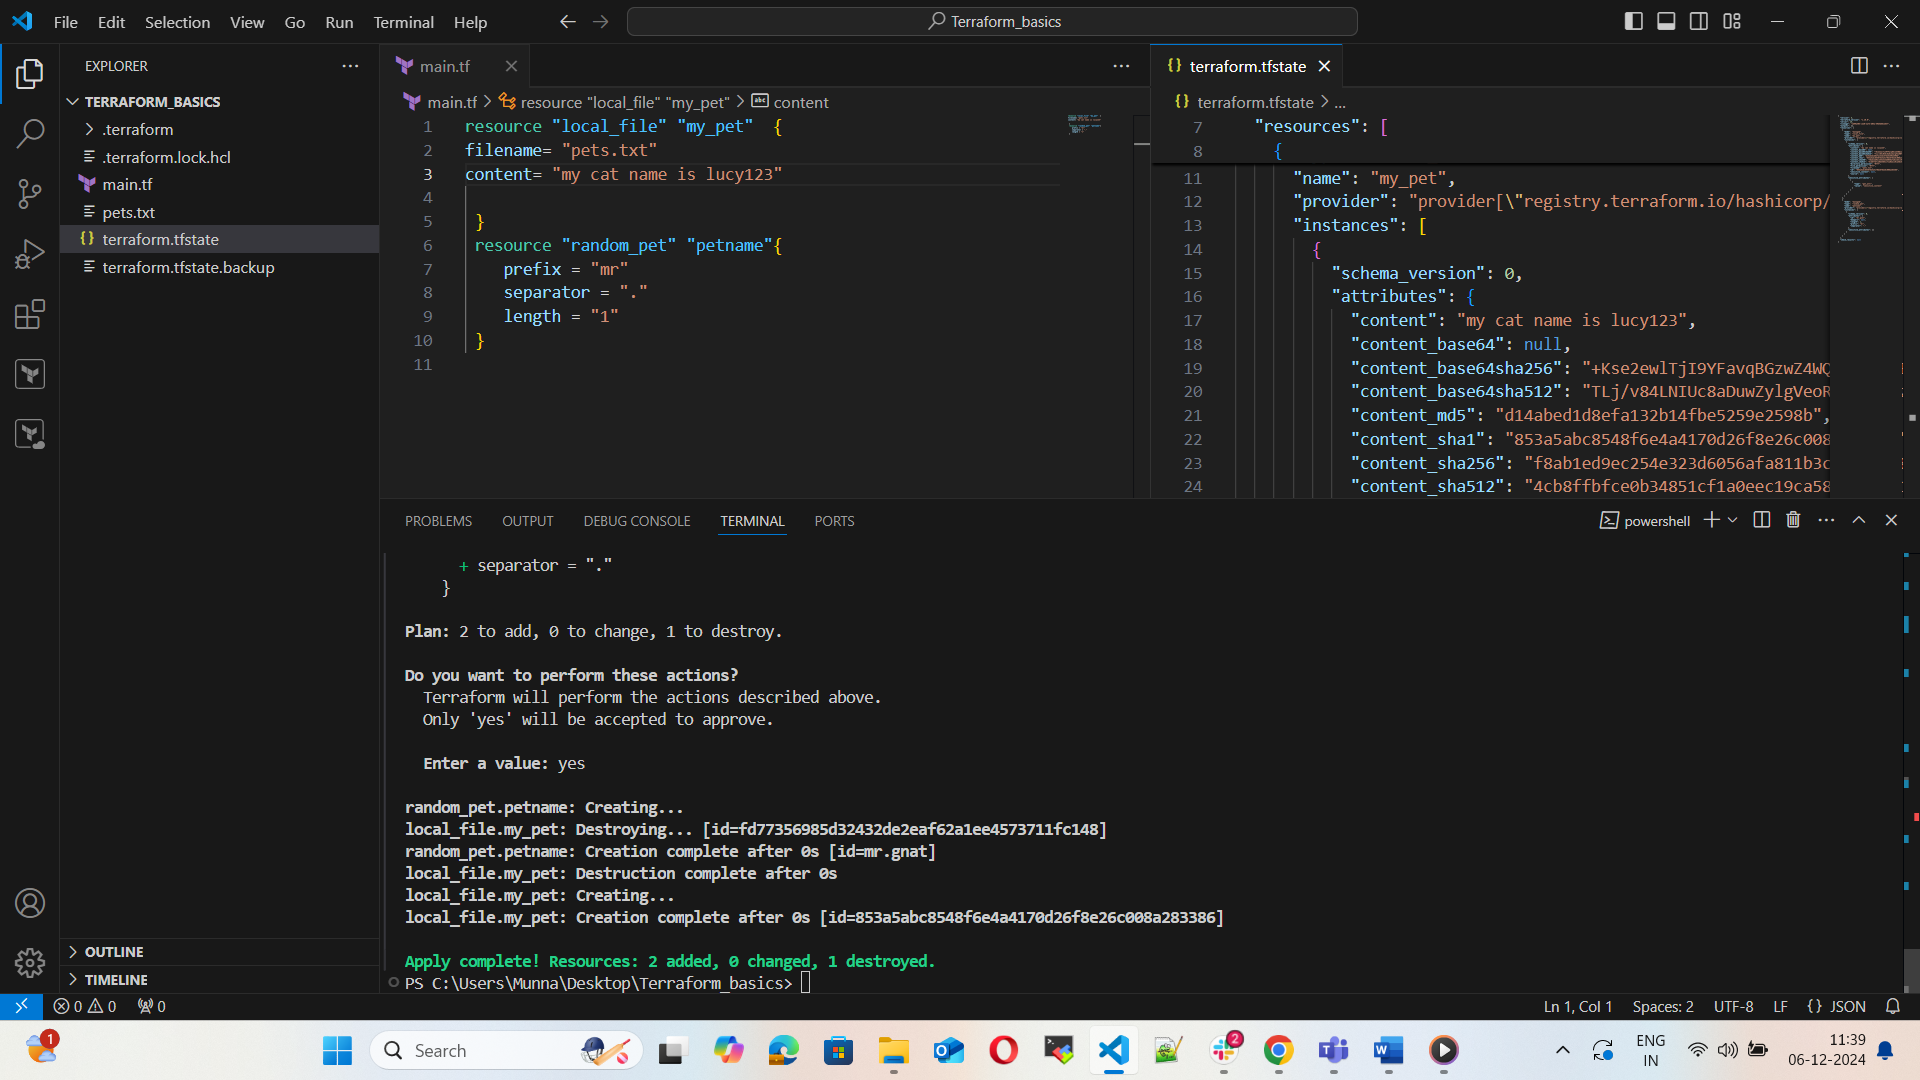 File Edit Selection View Go Run Terminal Help
Terraform_basics
EXPLORER
TERRAFORM_BASICS
.terraform
.terraform.lock.hcl
main.tf
pets.txt
terraform.tfstate
terraform.tfstate.backup
OUTLINE
TIMELINE
main.tf
main.tf > resource "local_file" "my_pet" > content
1 resource "local_file" "my_pet" {
2 filename= "pets.txt"
3 content= "my cat name is lucy123"
4
5 }
6 resource "random_pet" "petname"{
7 prefix = "mr"
8 separator = "."
9 length = "1"
10 }
11
terraform.tfstate
terraform.tfstate > ...
7 "resources": [
8 {
11 "name": "my_pet",
12 "provider": "provider[\"registry.terraform.io/hashicorp/
13 "instances": [
14 {
15 "schema_version": 0,
16 "attributes": {
17 "content": "my cat name is lucy123",
18 "content_base64": null,
19 "content_base64sha256": "+Kse2ewlTjI9YFavqBGzwZ4WQ
20 "content_base64sha512": "TLj/v84LNIUc8aDuwZylgVeoR
21 "content_md5": "d14abed1d8efa132b14fbe5259e2598b",
22 "content_sha1": "853a5abc8548f6e4a4170d26f8e26c008
23 "content_sha256": "f8ab1ed9ec254e323d6056afa811b3c
24 "content_sha512": "4cb8ffbfce0b34851cf1a0eec19ca58
PROBLEMS OUTPUT DEBUG CONSOLE TERMINAL PORTS
powershell
+ separator = "."
}
Plan: 2 to add, 0 to change, 1 to destroy.
Do you want to perform these actions?
Terraform will perform the actions described above.
Only 'yes' will be accepted to approve.
Enter a value: yes
random_pet.petname: Creating...
local_file.my_pet: Destroying... [id=fd77356985d32432de2eaf62a1ee4573711fc148]
random_pet.petname: Creation complete after 0s [id=mr.gnat]
local_file.my_pet: Destruction complete after 0s
local_file.my_pet: Creating...
local_file.my_pet: Creation complete after 0s [id=853a5abc8548f6e4a4170d26f8e26c008a283386]
Apply complete! Resources: 2 added, 0 changed, 1 destroyed.
PS C:\Users\Munna\Desktop\Terraform_basics>
0 0 0
Ln 1, Col 1 Spaces: 2 UTF-8 LF {} JSON
1
Search
2
ENG
IN
11:39
06-12-2024